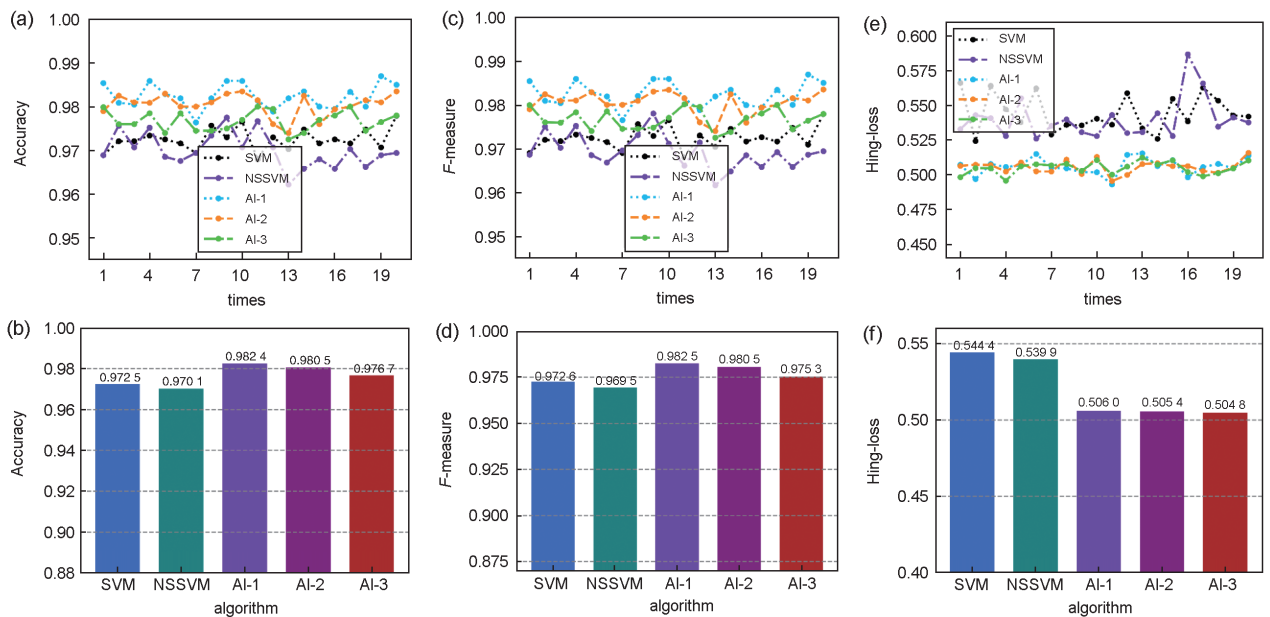 (a)
Accuracy
1.00
0.99
0.98
0.97
0.96
0.95
SVM
NSSVM
AI-1
AI-2
AI-3
1 4 7 10 13 16 19
times
(c)
F-measure
1.00
0.99
0.98
0.97
0.96
0.95
SVM
NSSVM
AI-1
AI-2
AI-3
1 4 7 10 13 16 19
times
(e)
Hing-loss
0.600
0.575
0.550
0.525
0.500
0.475
0.450
SVM
NSSVM
AI-1
AI-2
AI-3
1 4 7 10 13 16 19
times
(b)
Accuracy
1.00
0.98
0.96
0.94
0.92
0.90
0.88
0.972 5
0.970 1
0.982 4
0.980 5
0.976 7
SVM NSSVM AI-1 AI-2 AI-3
algorithm
(d)
F-measure
1.000
0.975
0.950
0.925
0.900
0.875
0.972 6
0.969 5
0.982 5
0.980 5
0.975 3
SVM NSSVM AI-1 AI-2 AI-3
algorithm
(f)
Hing-loss
0.55
0.50
0.45
0.40
0.544 4
0.539 9
0.506 0
0.505 4
0.504 8
SVM NSSVM AI-1 AI-2 AI-3
algorithm